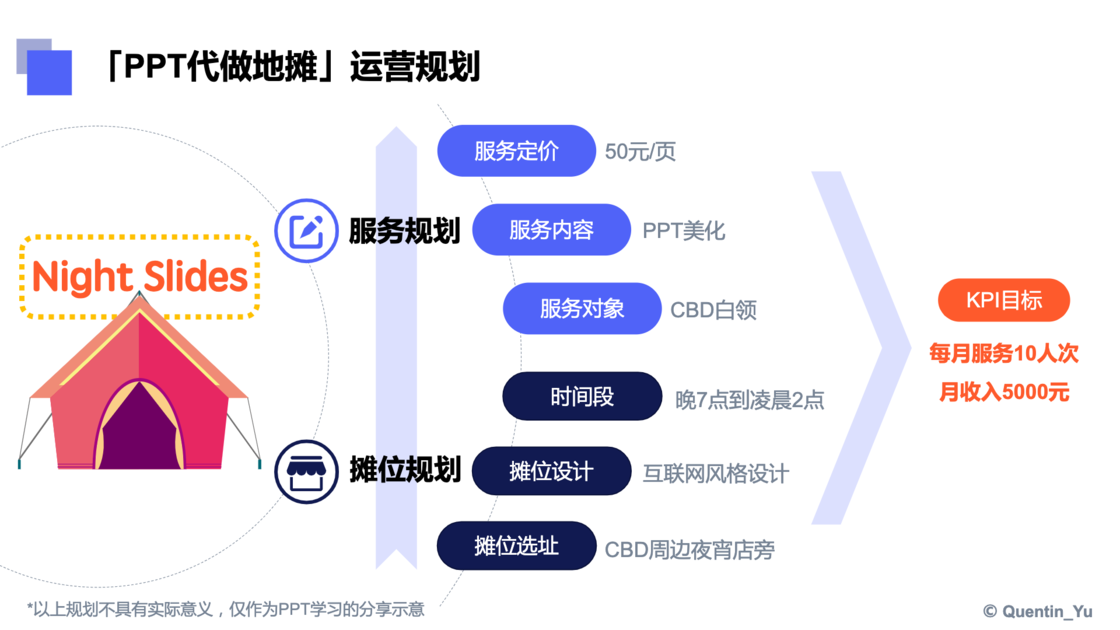 「PPT代做地摊」运营规划
Night Slides
服务规划
服务定价 50元/页
服务内容 PPT美化
服务对象 CBD白领
摊位规划
时间段 晚7点到凌晨2点
摊位设计 互联网风格设计
摊位选址 CBD周边夜宵店旁
KPI目标
每月服务10人次
月收入5000元
*以上规划不具有实际意义，仅作为PPT学习的分享示意
© Quentin_Yu